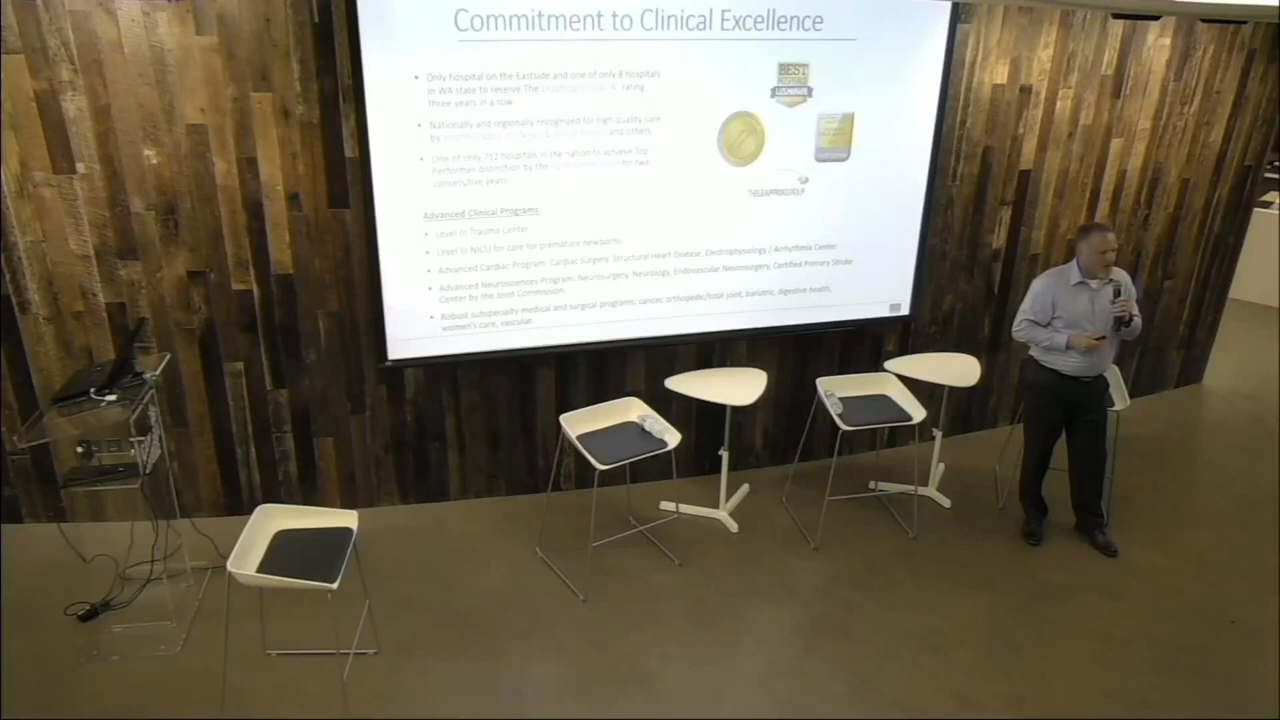 Commitment to Clinical Excellence
Only hospital on the Eastside and one of only 8 hospitals
in WA state to receive The rating
three years in a row.
Nationally and regionally recognized for high quality care
by and others.
One of only 712 hospitals in the nation to achieve Top
Performer distinction by the for two
consecutive years.
BEST
HOSPITALS
U.S.NEWS
THELEAPFROGGROUP
Advanced Clinical Programs:
Level III Trauma Center
Level III NICU for care for premature newborns.
Advanced Cardiac Program: Cardiac Surgery, Structural Heart Disease, Electrophysiology / Arrhythmia Center.
Advanced Neurosciences Program: Neurosurgery, Neurology, Endovascular Neurosurgery, Certified Primary Stroke
Center by the Joint Commission.
Robust subspecialty medical and surgical programs: cancer, orthopedic/total joint, bariatric, digestive health,
women's care, vascular.